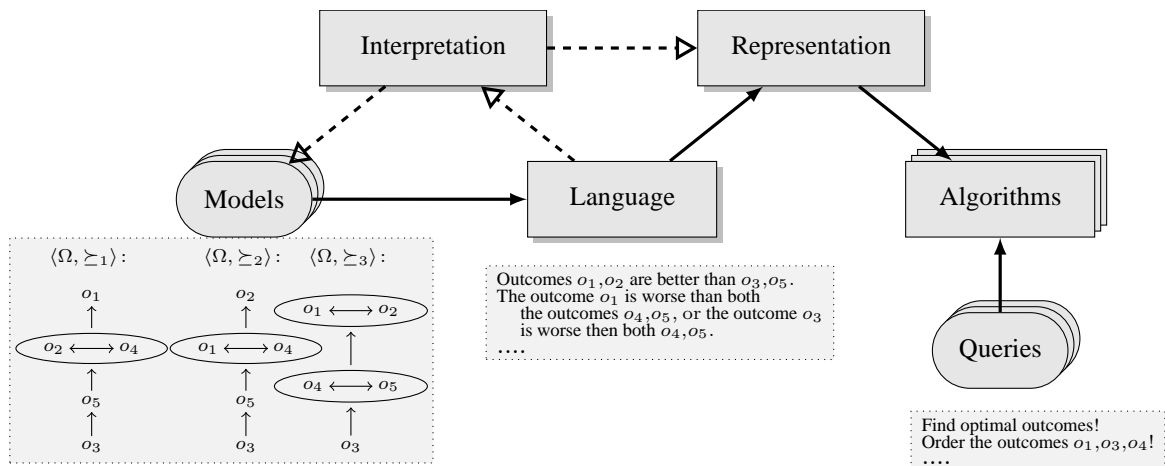 Interpretation
Representation
Models
Language
Algorithms
⟨Ω, ⪰₁⟩ :
⟨Ω, ⪰₂⟩ :
⟨Ω, ⪰₃⟩ :
o₁
o₂ ⟷ o₄
o₅
o₃
o₂
o₁ ⟷ o₄
o₅
o₃
o₁ ⟷ o₂
o₄ ⟷ o₅
o₃
Outcomes o₁,o₂ are better than o₃,o₅.
The outcome o₁ is worse than both
the outcomes o₄,o₅, or the outcome o₃
is worse then both o₄,o₅.
....
Queries
Find optimal outcomes!
Order the outcomes o₁,o₃,o₄!
....